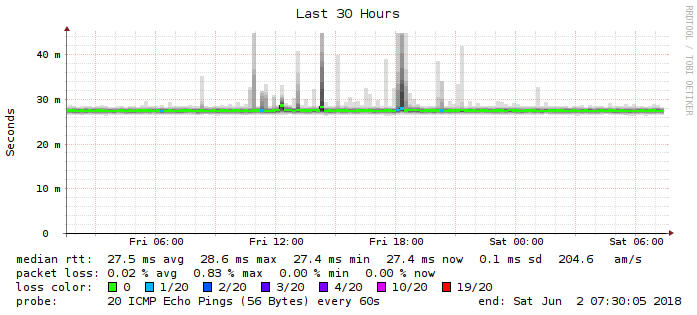 Last 30 Hours
RRDTOOL / TOBI OETIKER
Seconds
40 m
30 m
20 m
10 m
0
Fri 06:00 Fri 12:00 Fri 18:00 Sat 00:00 Sat 06:00
median rtt: 27.5 ms avg 28.6 ms max 27.4 ms min 27.4 ms now 0.1 ms sd 204.6 am/s
packet loss: 0.02 % avg 0.83 % max 0.00 % min 0.00 % now
loss color: 0 1/20 2/20 3/20 4/20 10/20 19/20
probe: 20 ICMP Echo Pings (56 Bytes) every 60s end: Sat Jun 2 07:30:05 2018